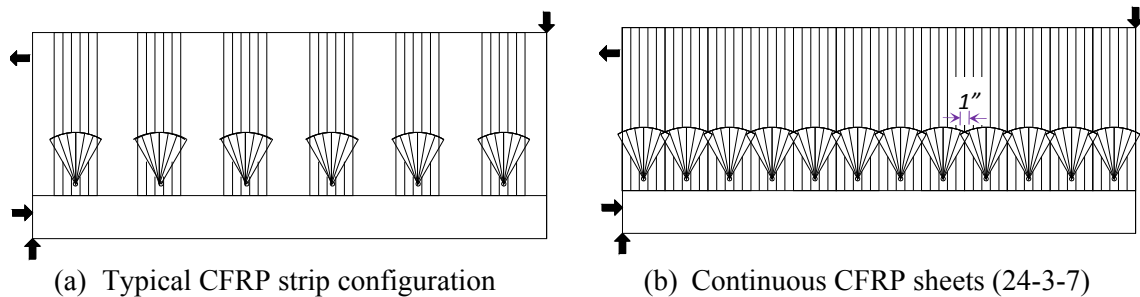 1”
(a) Typical CFRP strip configuration
(b) Continuous CFRP sheets (24-3-7)